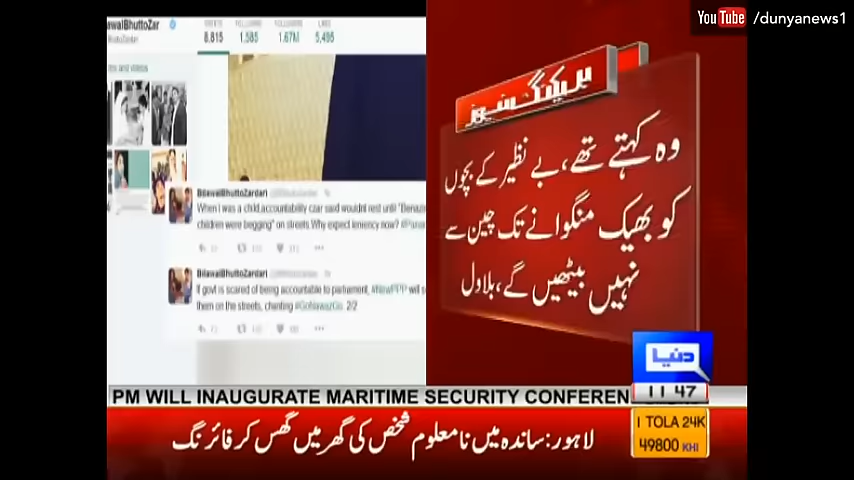 YouTube /dunyanews1
awalBhuttoZar
8,815 1,585 1.67M 5,495
BilawalBhuttoZardari
When I was a child,accountability czar said wouldnt rest until "Benazir
children were begging" on streets.Why expect leniency now? #Panam
BilawalBhuttoZardari
If govt is scared of being accountable to parliament, #NewPPP will s
them on the streets, chanting #GoNawazGo 2/2
بریکنگ نیوز
وہ کہتے تھے، بے نظیر کے بچوں
کو بھیک منگوانے تک چین سے
نہیں بیٹھیں گے، بلاول
دنیا
11 47
PM WILL INAUGURATE MARITIME SECURITY CONFEREN
1 TOLA 24K
49800 KHI
لاہور: ساندہ میں نامعلوم شخص کی گھر میں گھس کر فائرنگ